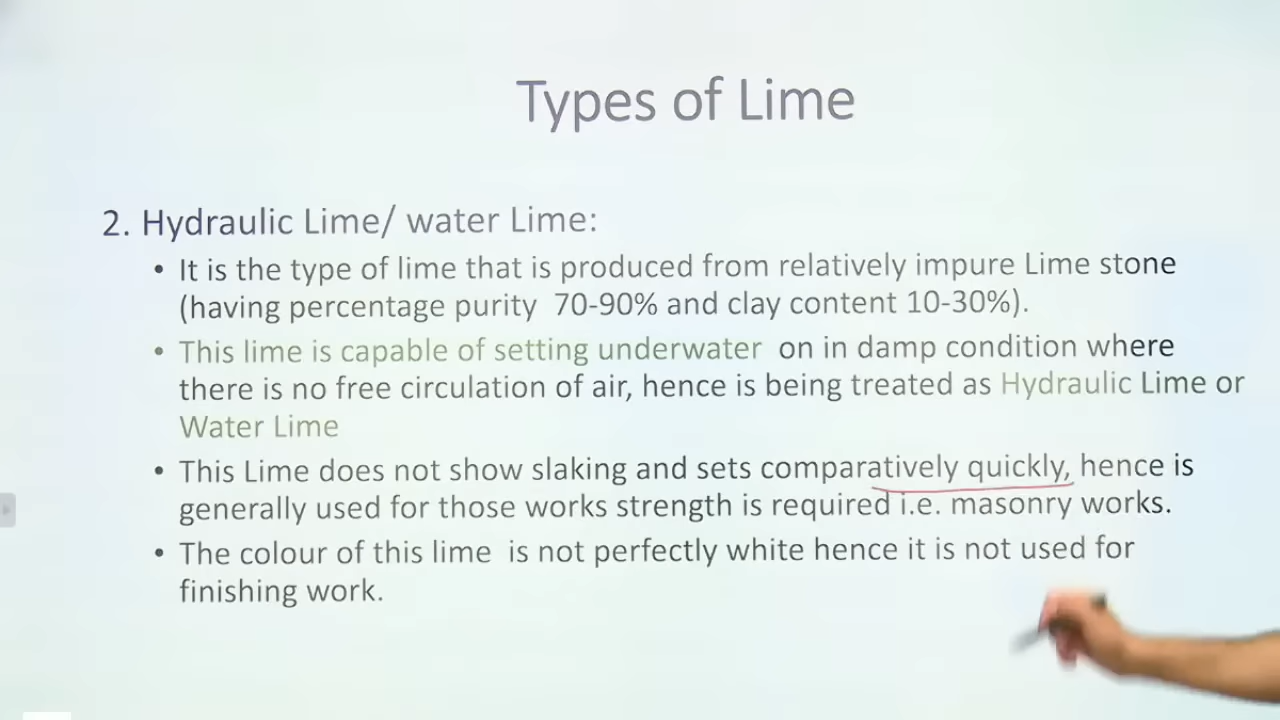 Types of Lime
2. Hydraulic Lime/ water Lime:
• It is the type of lime that is produced from relatively impure Lime stone
(having percentage purity 70-90% and clay content 10-30%).
• This lime is capable of setting underwater on in damp condition where
there is no free circulation of air, hence is being treated as Hydraulic Lime or
Water Lime
• This Lime does not show slaking and sets comparatively quickly, hence is
generally used for those works strength is required i.e. masonry works.
• The colour of this lime is not perfectly white hence it is not used for
finishing work.